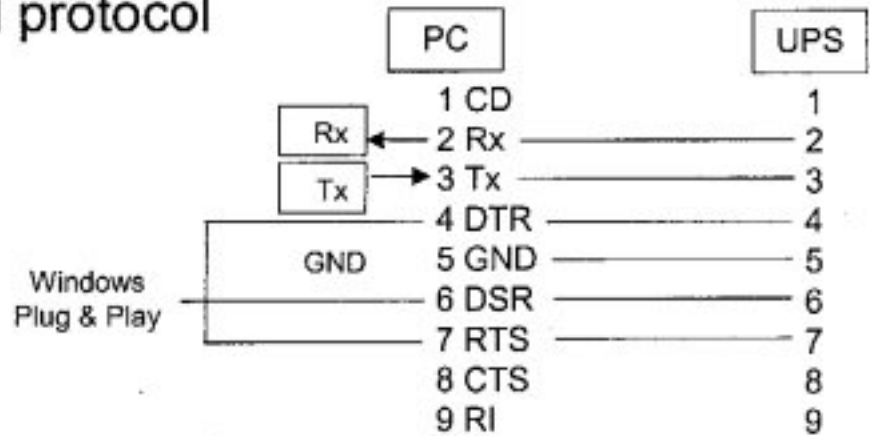 protocol
PC UPS
1 CD 1
Rx 2 Rx 2
Tx 3 Tx 3
4 DTR 4
GND 5 GND 5
Windows
Plug & Play
6 DSR 6
7 RTS 7
8 CTS 8
9 RI 9